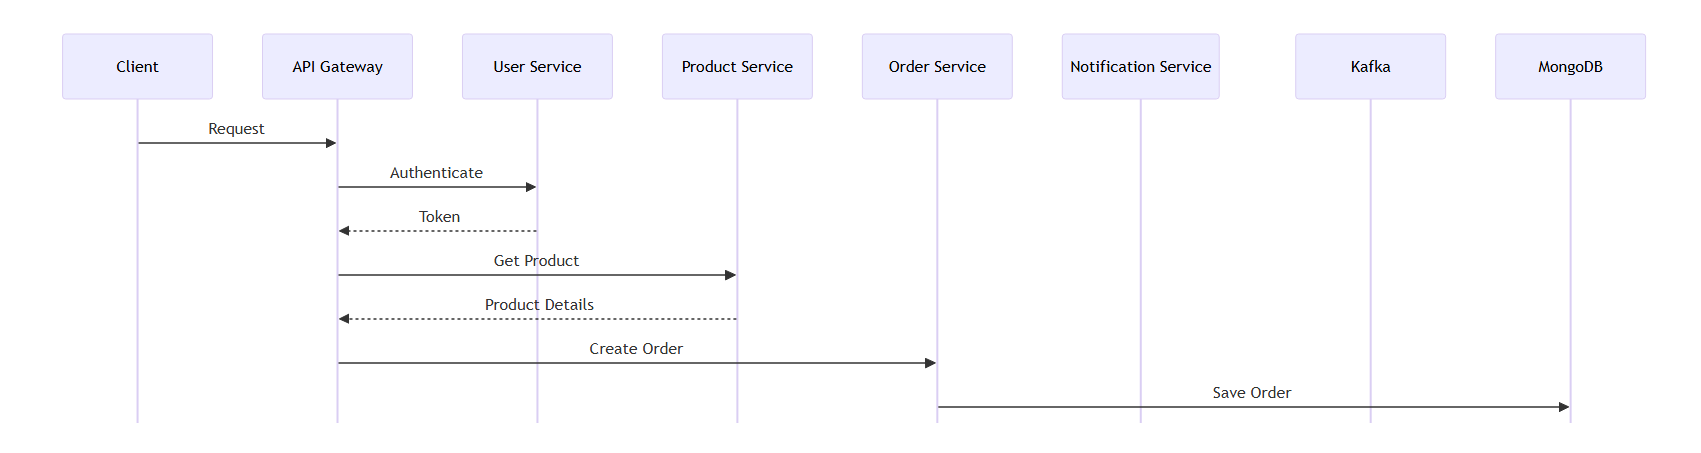 Client
API Gateway
User Service
Product Service
Order Service
Notification Service
Kafka
MongoDB
Request
Authenticate
Token
Get Product
Product Details
Create Order
Save Order